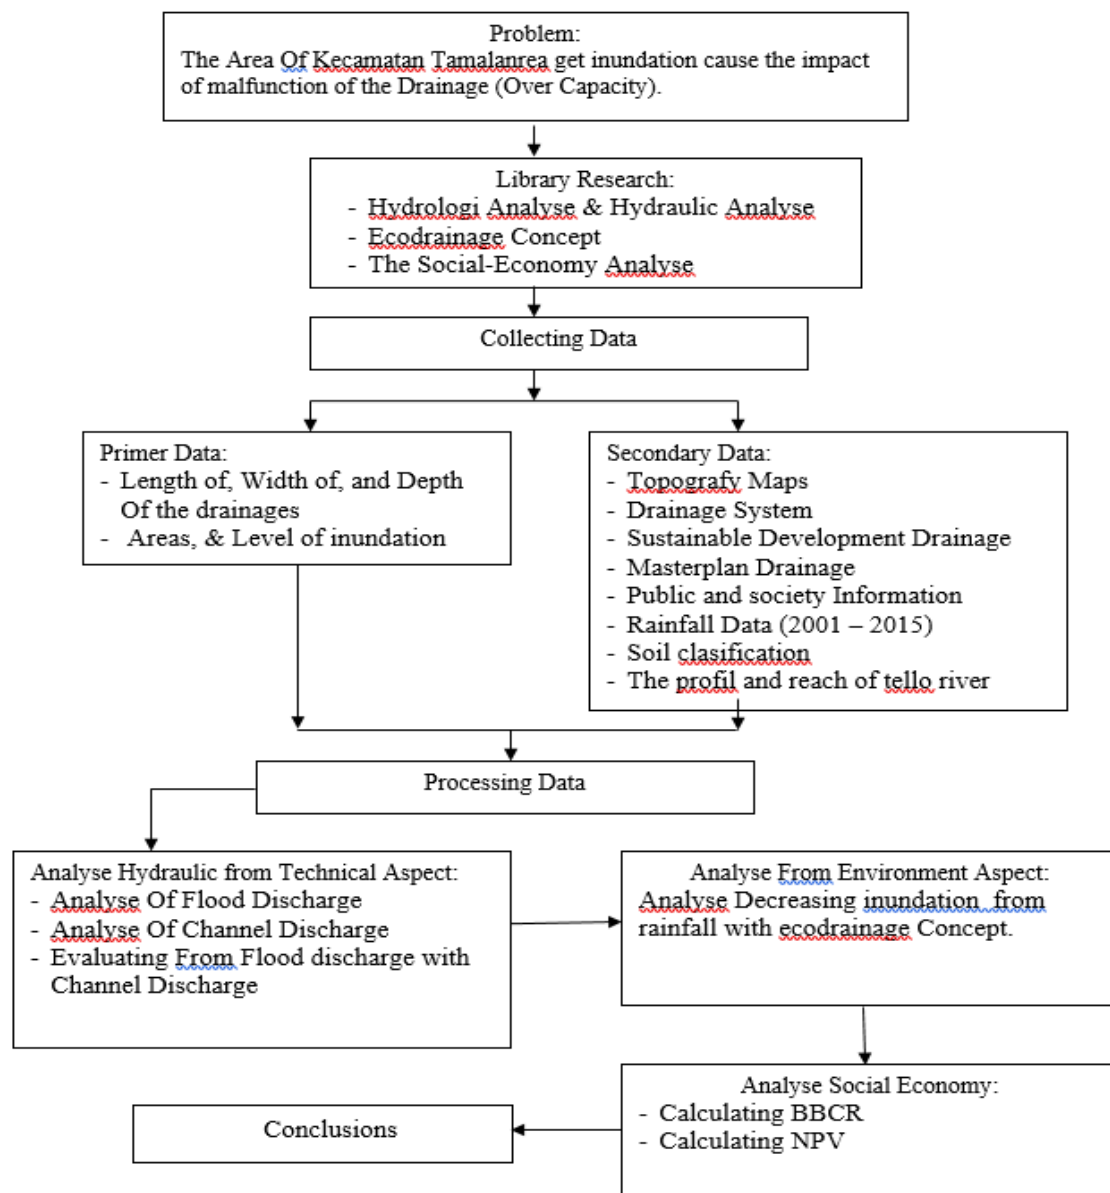 Problem:
The Area Of Kecamatan Tamalanrea get inundation cause the impact
of malfunction of the Drainage (Over Capacity).
Library Research:
- Hydrologi Analyse & Hydraulic Analyse
- Ecodrainage Concept
- The Social-Economy Analyse
Collecting Data
Primer Data:
- Length of, Width of, and Depth
Of the drainages
- Areas, & Level of inundation
Secondary Data:
- Topografy Maps
- Drainage System
- Sustainable Development Drainage
- Masterplan Drainage
- Public and society Information
- Rainfall Data (2001 – 2015)
- Soil clasification
- The profil and reach of tello river
Processing Data
Analyse Hydraulic from Technical Aspect:
- Analyse Of Flood Discharge
- Analyse Of Channel Discharge
- Evaluating From Flood discharge with
Channel Discharge
Analyse From Environment Aspect:
Analyse Decreasing inundation from
rainfall with ecodrainage Concept.
Analyse Social Economy:
- Calculating BBCR
- Calculating NPV
Conclusions